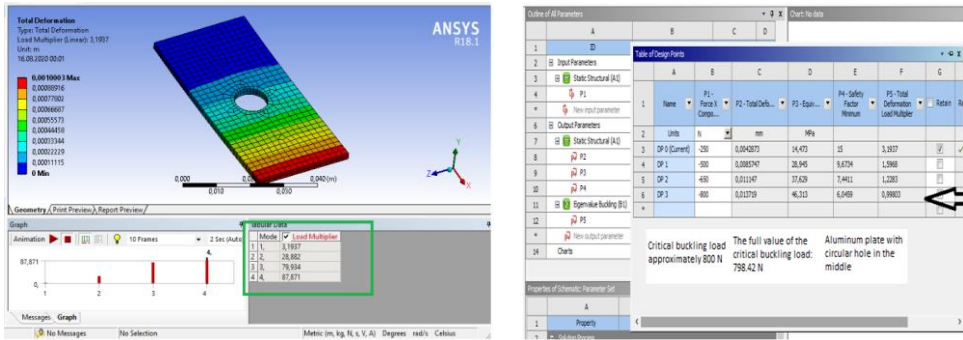 Total Deformation
Type: Total Deformation
Load Multiplier (Linear): 3,1937
Unit: m
16.08.2020 00:01
0,0010003 Max
0,00088916
0,00077802
0,00066687
0,00055573
0,00044458
0,00033344
0,00022229
0,00011115
0 Min
ANSYS
R18.1
0,000
0,010
0,030
0,040 (m)
Y
Z
X
Geometry / Print Preview / Report Preview /
Graph
Animation
10 Frames
2 Sec (Auto
87,871
0,
1
2
3
4
4,
Messages Graph
Tabular Data
Mode Load Multiplier
1 1, 3,1937
2 2, 28,882
3 3, 79,934
4 4, 87,871
No Messages
No Selection
Metric (m, kg, N, s, V, A) Degrees rad/s Celsius
Outline of All Parameters
A B C D
1 ID
2 Input Parameters
3 Static Structural (A1)
4 P1
* New input parameter
6 Output Parameters
7 Static Structural (A1)
8 P2
9 P3
10 P4
11 Eigenvalue Buckling (B1)
12 P5
* New output parameter
14 Charts
Properties of Schematic: Parameter Set
A
1 Property
Chart: No data
Table of Design Points
A B C D E F G
1 Name P1 - Force X Compo... P2 - Total Defo... P3 - Equiv... P4 - Safety Factor Minimum P5 - Total Deformation Load Multiplier Retain
2 Units N mm MPa
3 DP 0 (Current) -250 0,0042873 14,473 15 3,1937
4 DP 1 -500 0,0085747 28,945 9,6734 1,5968
5 DP 2 -650 0,011147 37,629 7,4411 1,2283
6 DP 3 -800 0,013719 46,313 6,0459 0,99803
*
Critical buckling load
approximately 800 N
The full value of the
critical buckling load:
798.42 N
Aluminum plate with
circular hole in the
middle